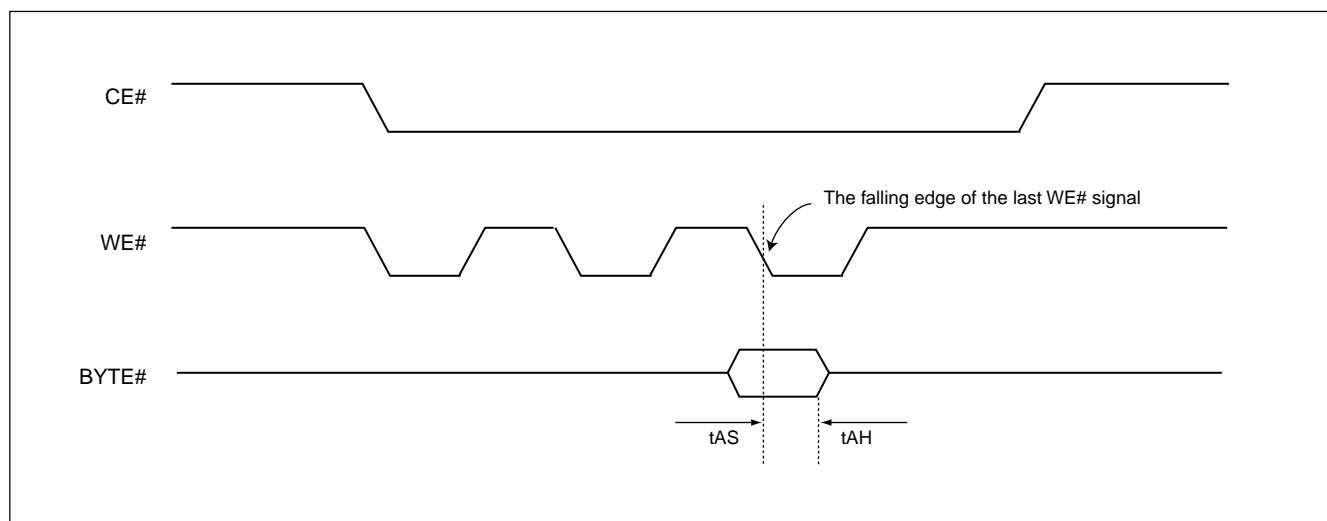 CE#
The falling edge of the last WE# signal
WE#
BYTE#
tAS
tAH